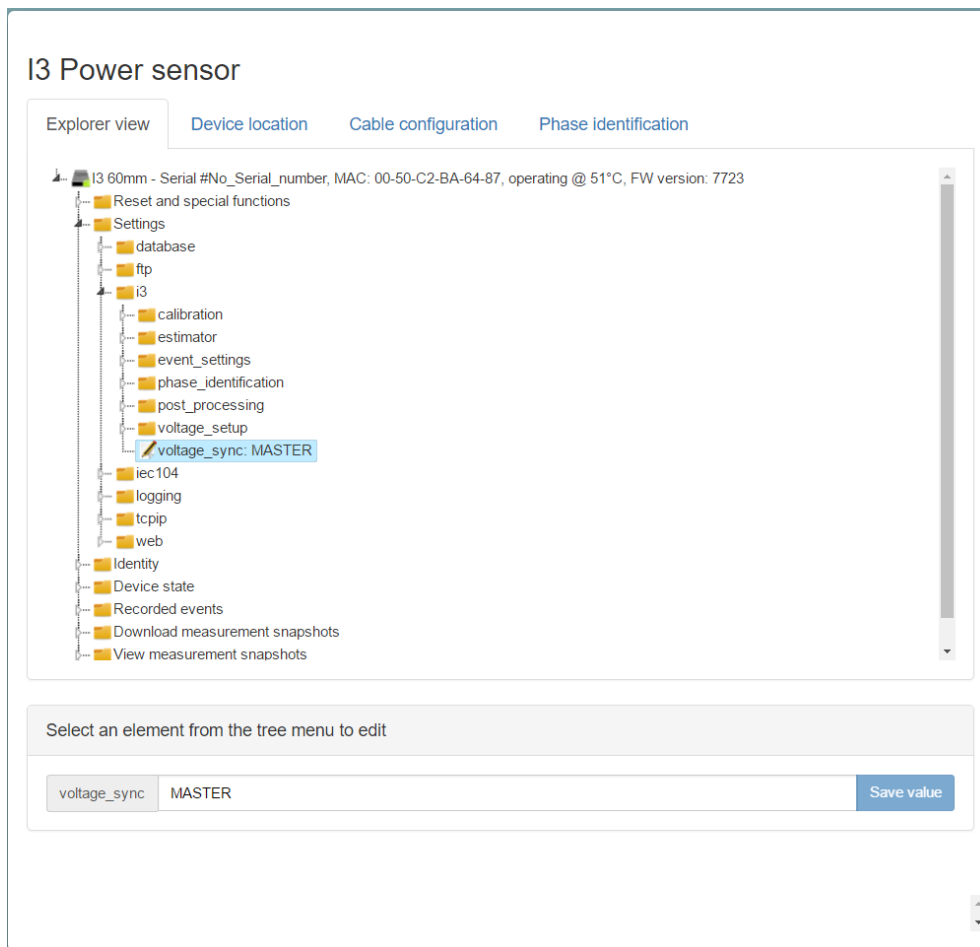 I3 Power sensor
Explorer view Device location Cable configuration Phase identification
I3 60mm - Serial #No_Serial_number, MAC: 00-50-C2-BA-64-87, operating @ 51°C, FW version: 7723
Reset and special functions
Settings
database
ftp
i3
calibration
estimator
event_settings
phase_identification
post_processing
voltage_setup
voltage_sync: MASTER
iec104
logging
tcpip
web
Identity
Device state
Recorded events
Download measurement snapshots
View measurement snapshots
Select an element from the tree menu to edit
voltage_sync MASTER Save value